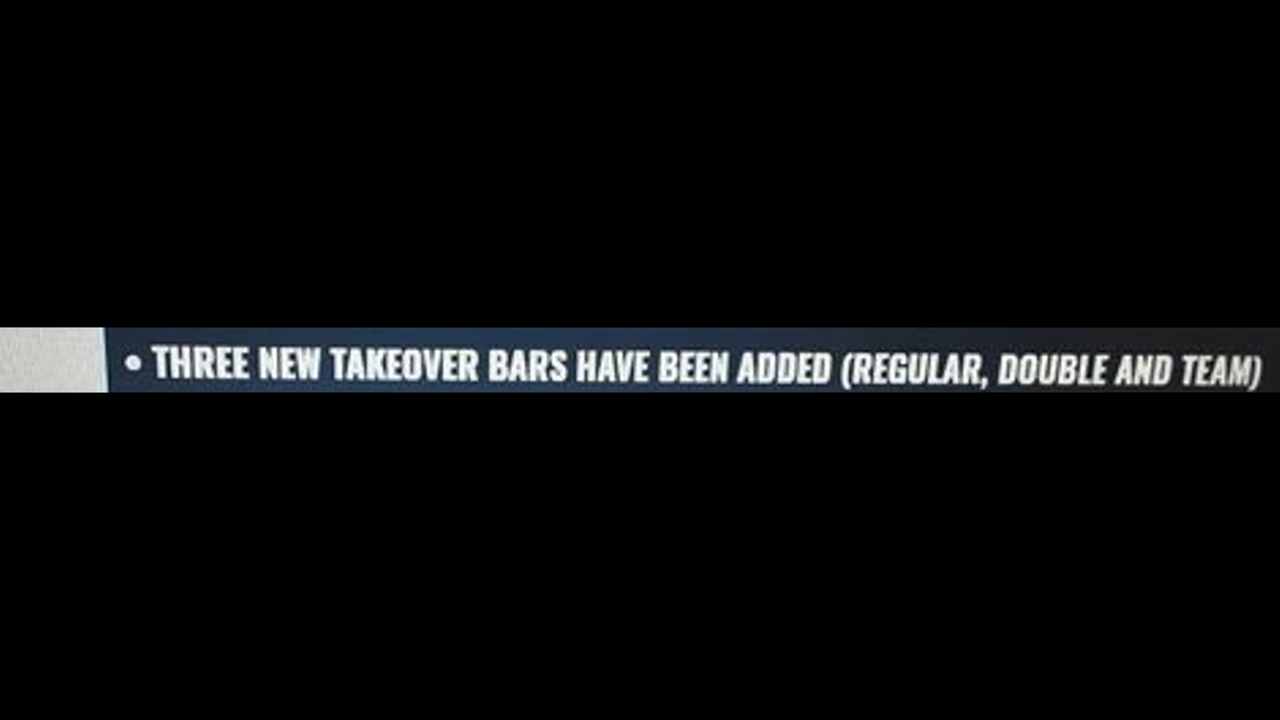 • THREE NEW TAKEOVER BARS HAVE BEEN ADDED (REGULAR, DOUBLE AND TEAM)